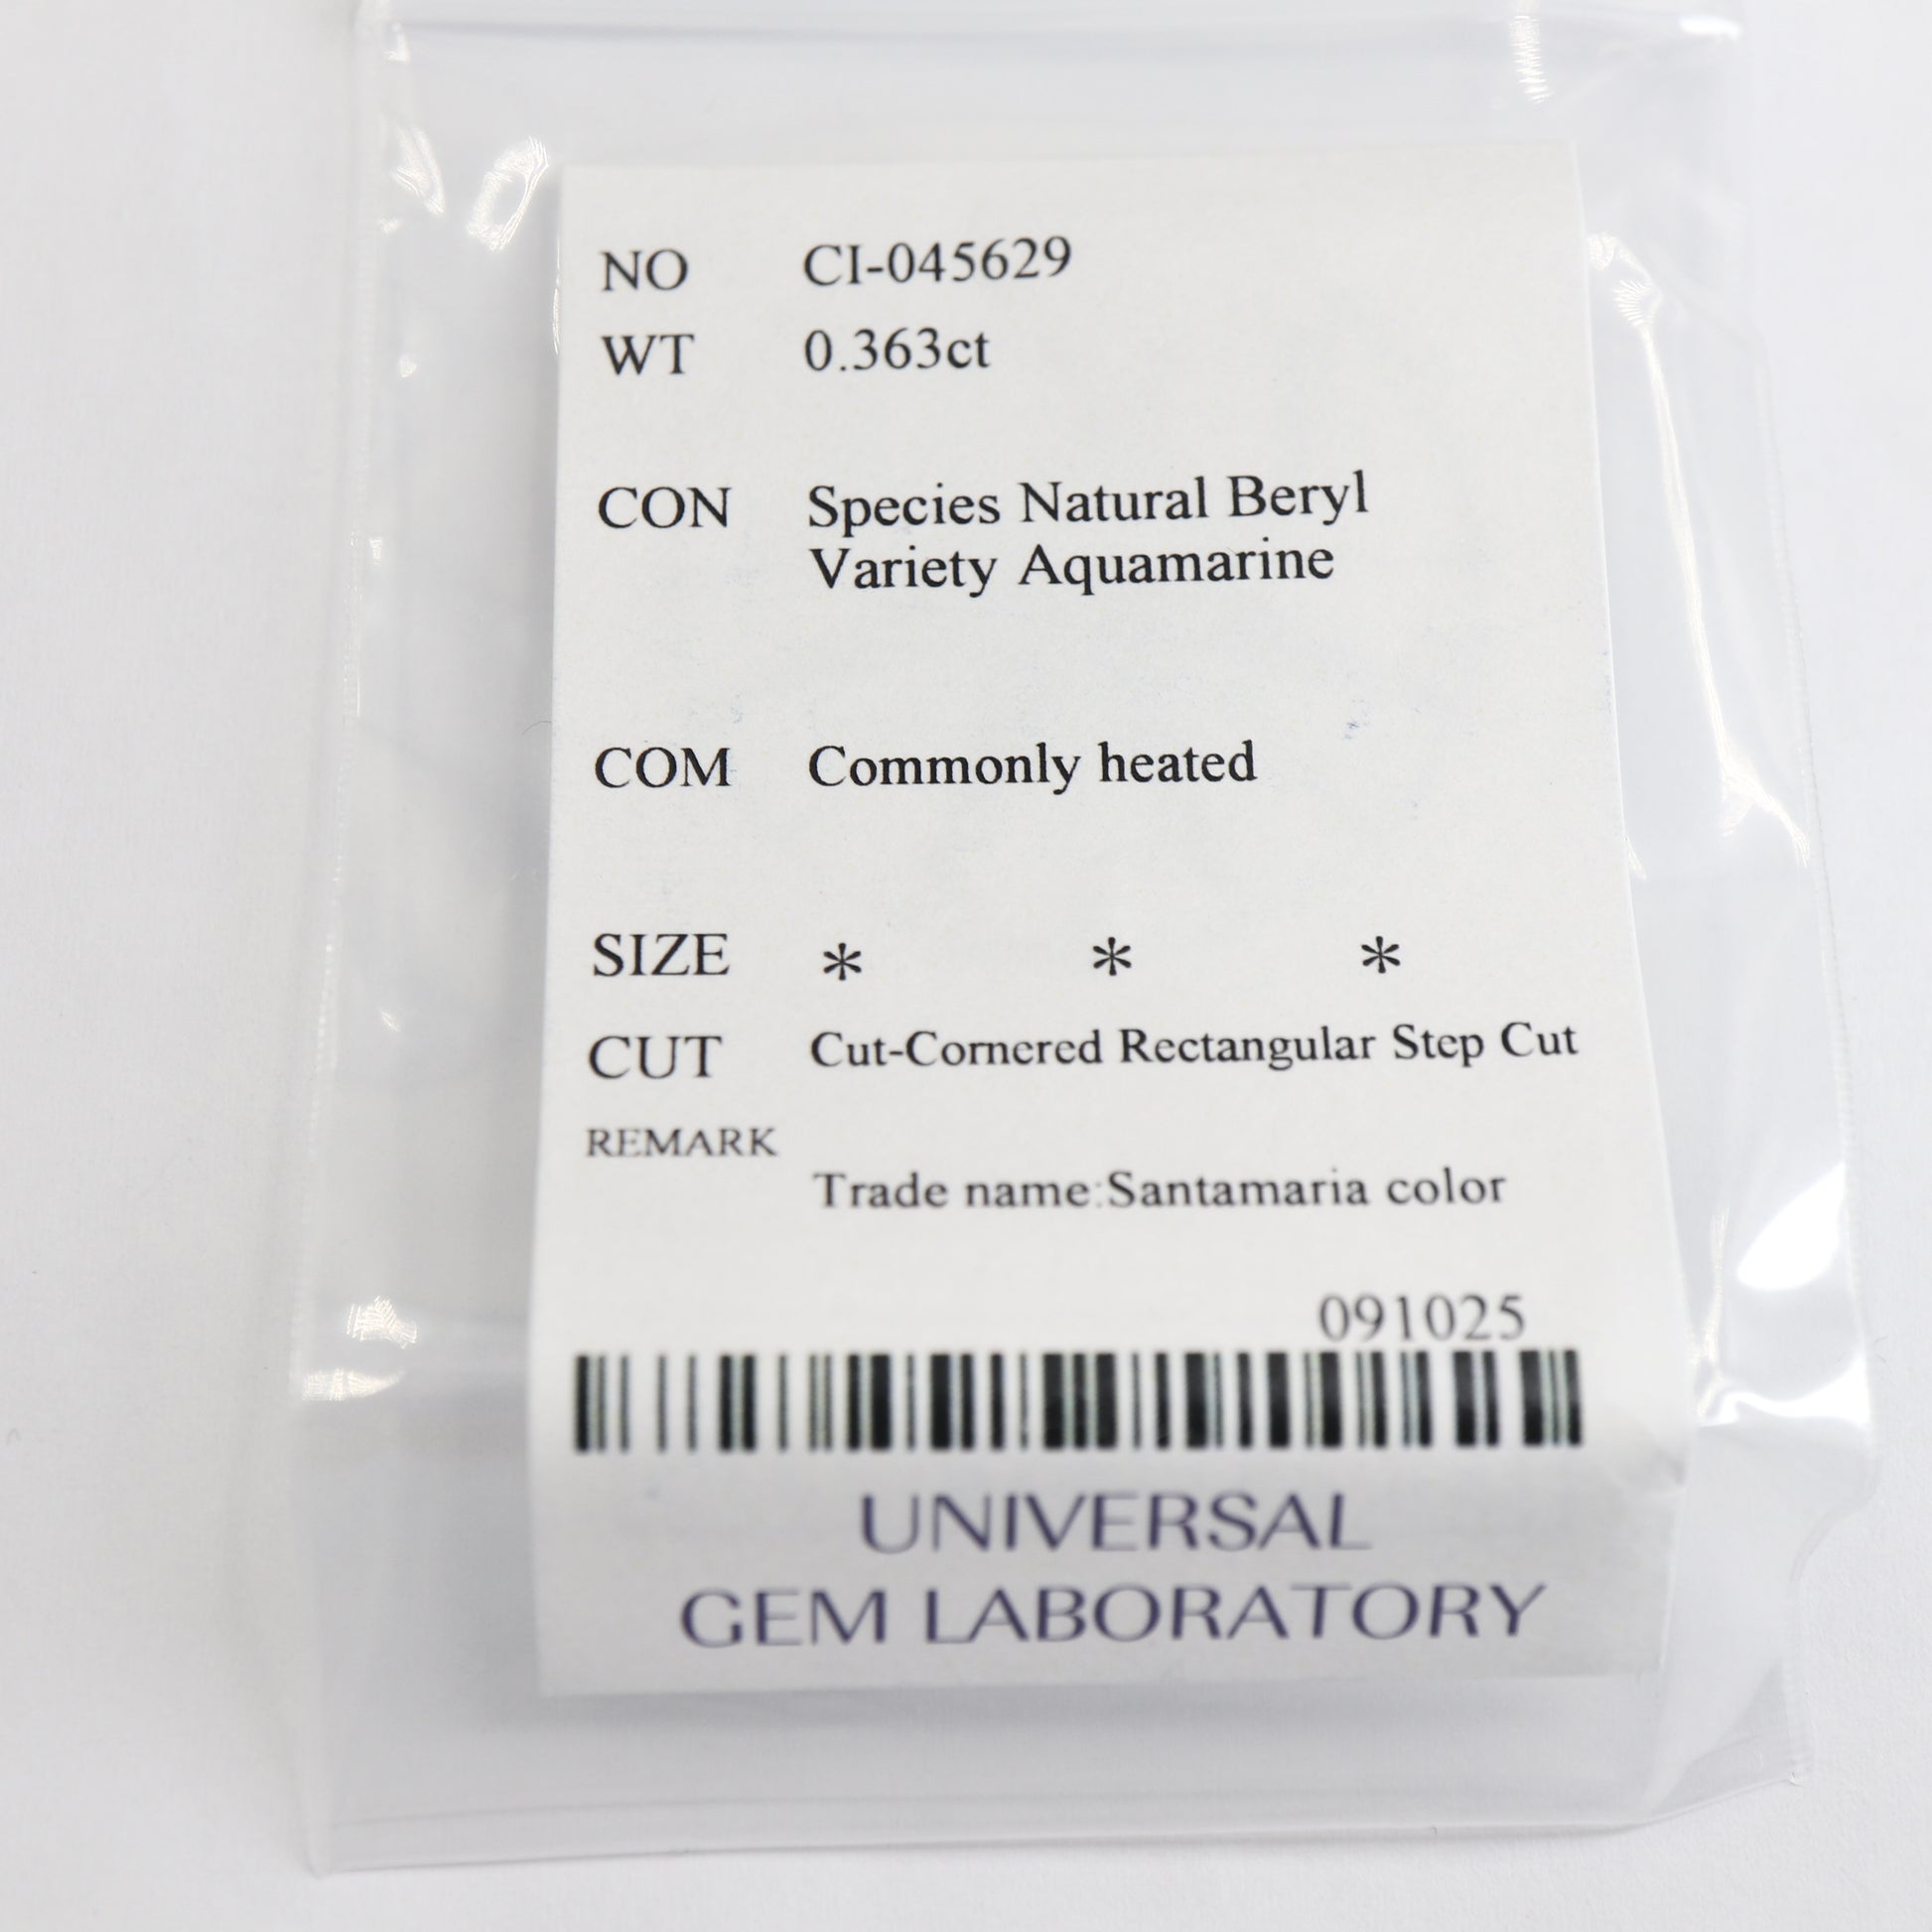 NO CI-045629
WT 0.363ct
CON Species Natural Beryl
Variety Aquamarine
COM Commonly heated
SIZE * * *
CUT Cut-Cornered Rectangular Step Cut
REMARK
Trade name:Santamaria color
091025
UNIVERSAL
GEM LABORATORY